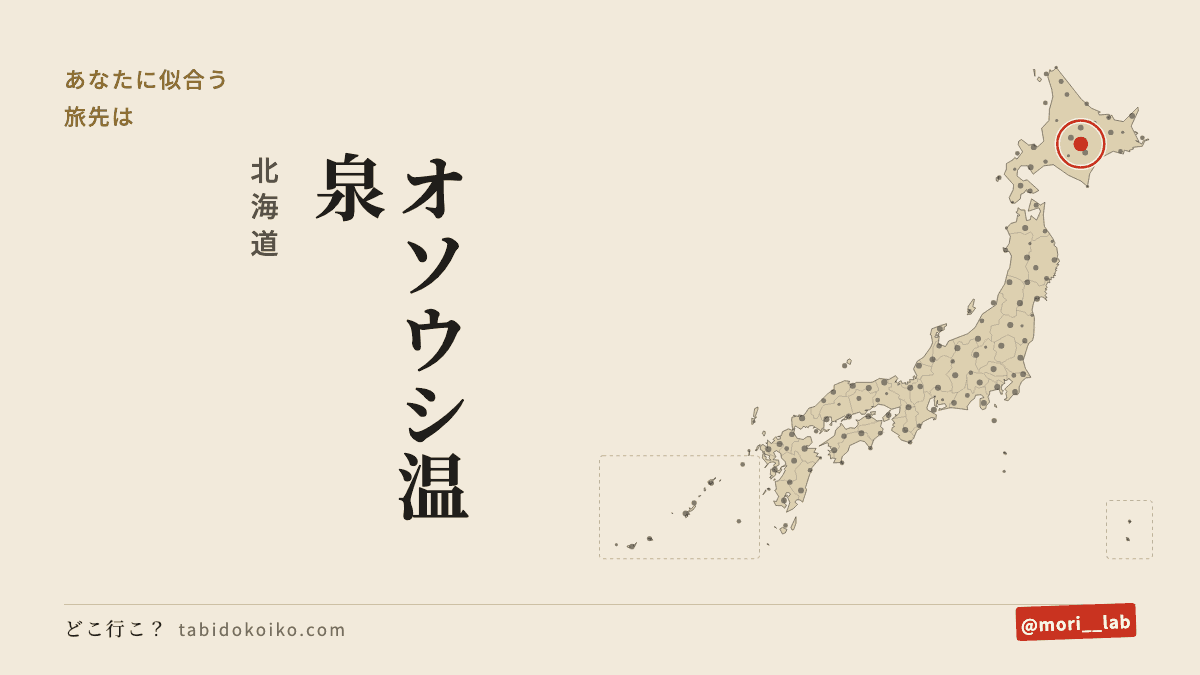 あなたに似合う
旅先は
オソウシ温
泉
北海道
どこ行こ？ tabidokoiko.com
@mori__lab